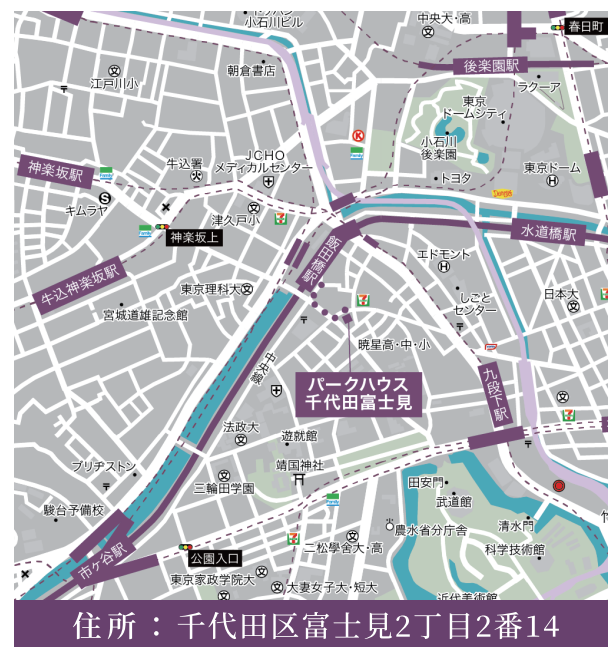 トッパン
小石川ビル
中央大・高
春日町
江戸川小
朝倉書店
後楽園駅
ラクーア
東京
ドームシティ
小石川
後楽園
牛込署
JCHO
メディカルセンター
東京ドーム
神楽坂駅
キムラヤ
津久戸小
トヨタ
神楽坂上
飯田橋駅
水道橋駅
エドモント
牛込神楽坂駅
東京理科大
宮城道雄記念館
しごと
センター
日本大
暁星高・中・小
中央線
パークハウス
千代田富士見
九段下駅
法政大
遊就館
靖国神社
ブリヂストン
三輪田学園
田安門
武道館
駿台予備校
農水省分庁舎
清水門
竹
市ヶ谷駅
公園入口
二松學舍大・高
科学技術館
東京家政学院大
大妻女子大・短大
近代美術館
住所：千代田区富士見2丁目2番14